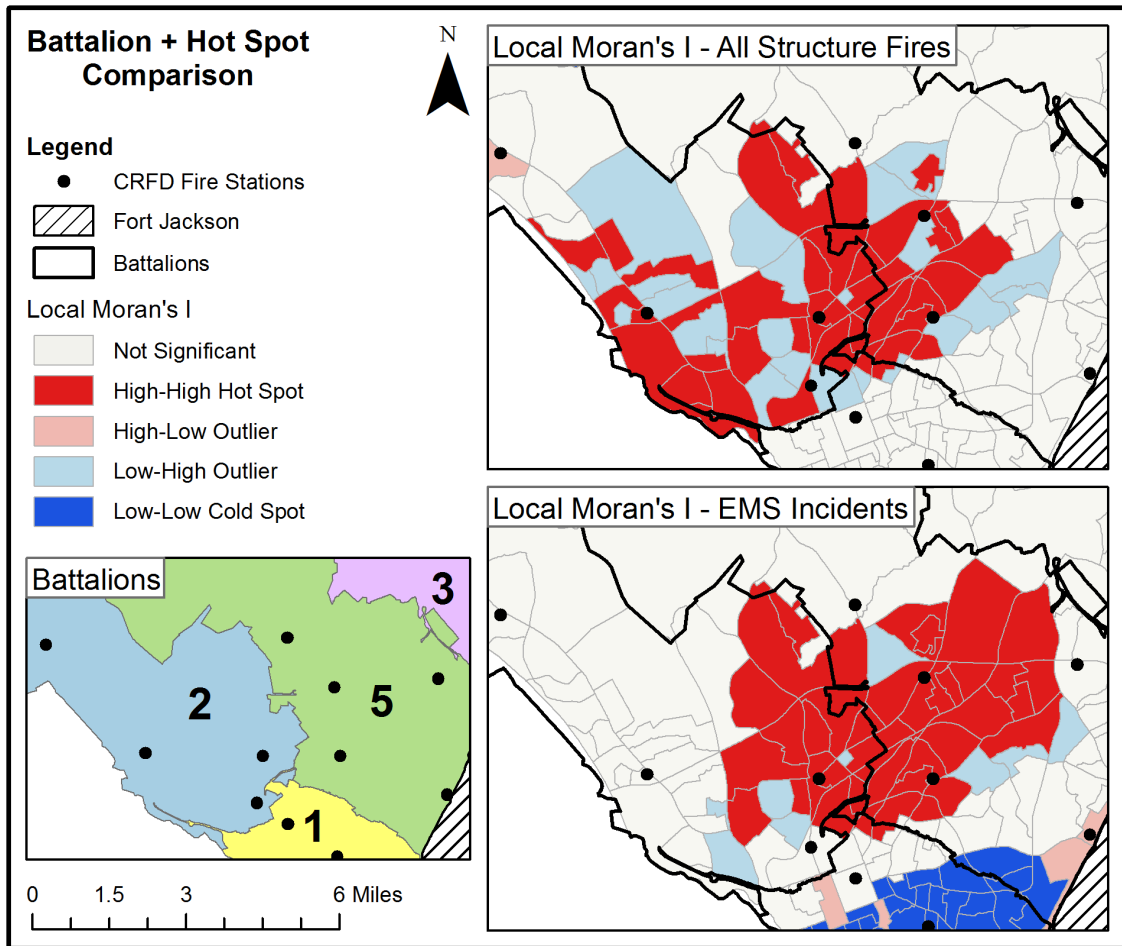 Battalion + Hot Spot
Comparison
N
Legend
CRFD Fire Stations
Fort Jackson
Battalions
Local Moran's I
Not Significant
High-High Hot Spot
High-Low Outlier
Low-High Outlier
Low-Low Cold Spot
Battalions
3
2
5
1
0 1.5 3 6 Miles
Local Moran's I - All Structure Fires
Local Moran's I - EMS Incidents